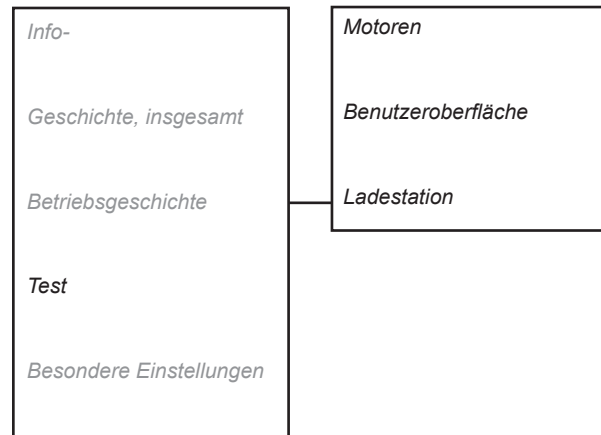 Info-
Geschichte, insgesamt
Betriebsgeschichte
Test
Besondere Einstellungen
Motoren
Benutzeroberfläche
Ladestation